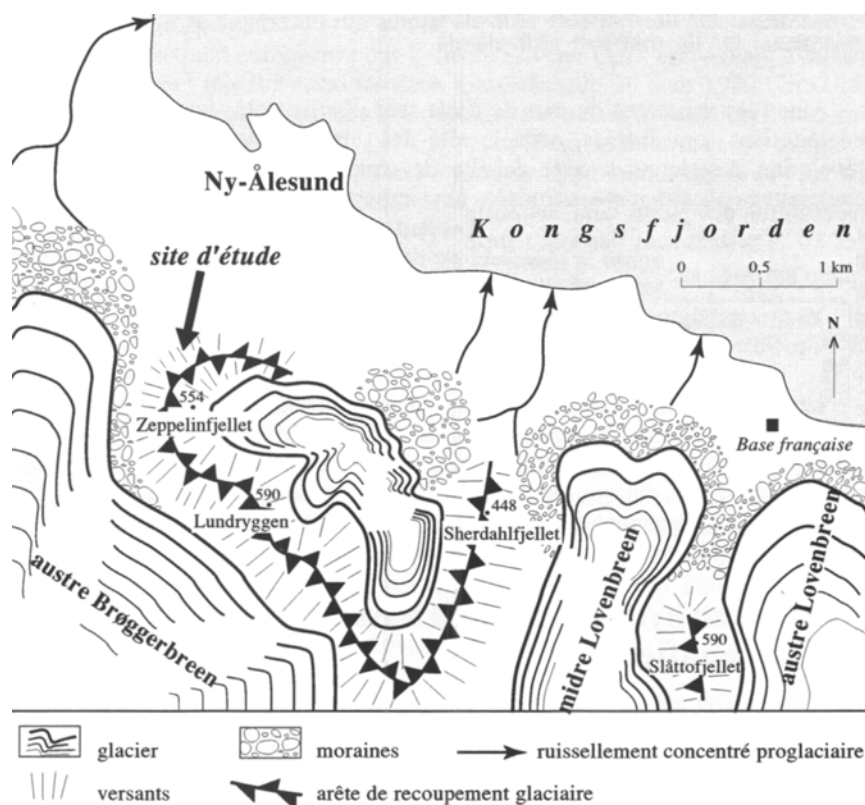 Ny-Ålesund
K o n g s f j o r d e n
site d'étude
0 0,5 1 km
N
554
Zeppelinfjellet
590
Lundryggen
448
Sherdahlfjellet
Base française
austre Brøggerbreen
midre Lovenbreen
590
Slåttofjellet
austre Lovenbreen
glacier
moraines
ruissellement concentré proglaciaire
versants
arête de recoupement glaciaire